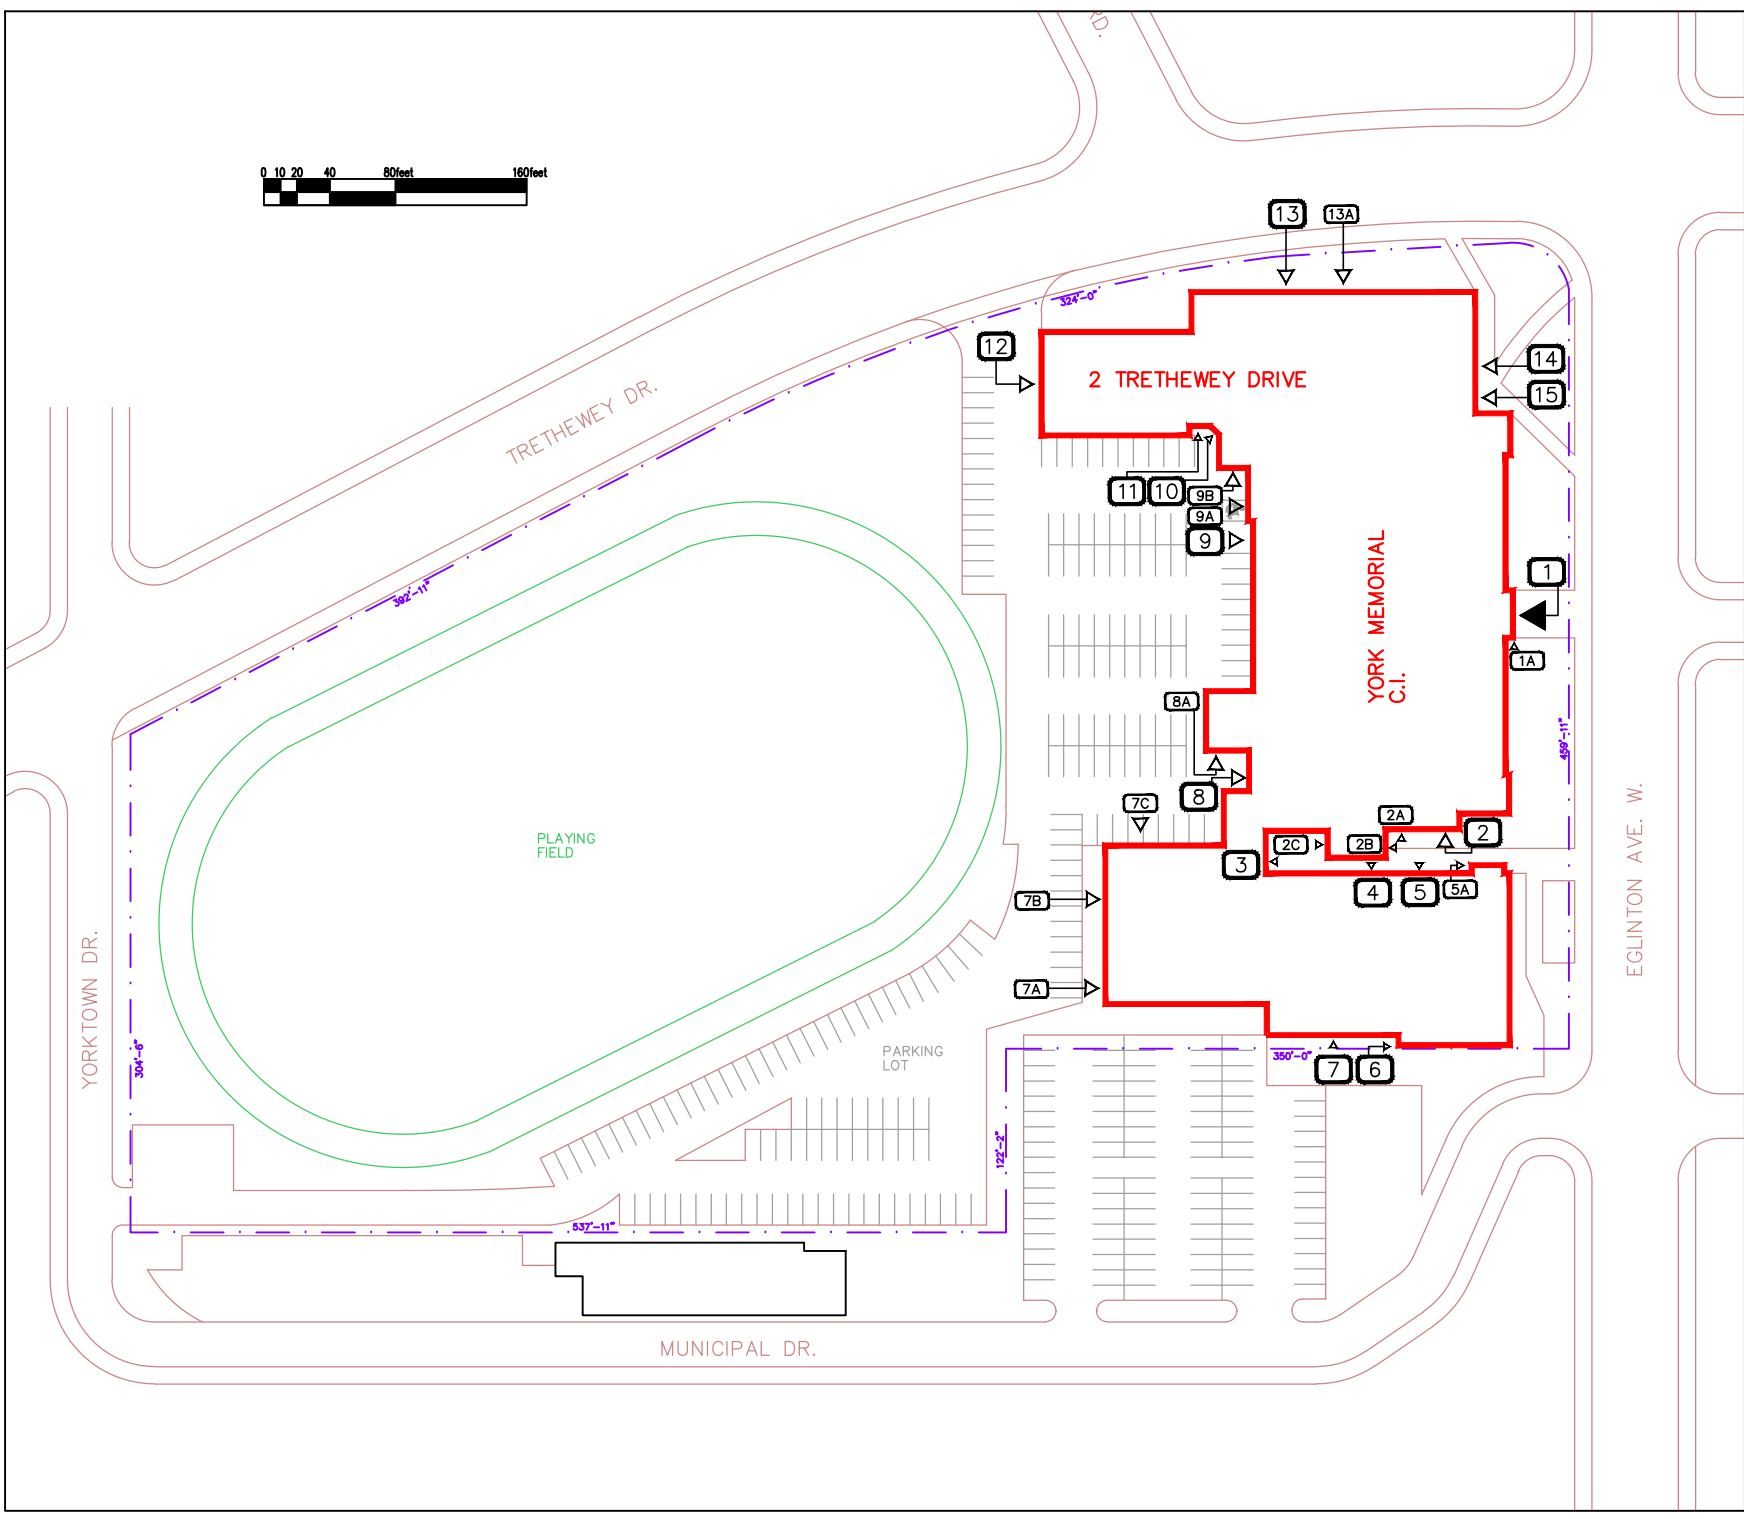 RD.
0 10 20 40 80feet 160feet
13
13A
324'-0"
12
14
2 TRETHEWEY DRIVE
15
TRETHEWEY DR.
11
10
9B
9A
9
YORK MEMORIAL
C.I.
1
392'-11"
1A
8A
459'-11"
8
7C
2A
2
PLAYING
FIELD
2C
2B
3
4
5
5A
EGLINTON AVE. W.
7B
7A
YORKTOWN DR.
304'-6"
PARKING
LOT
350'-0"
7
6
122'-2"
537'-11"
MUNICIPAL DR.